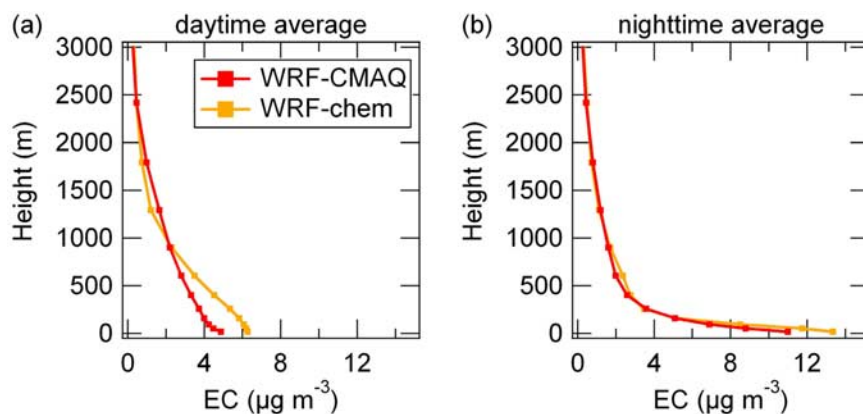 (a) daytime average
3000
2500
2000
1500
1000
500
0
Height (m)
WRF-CMAQ
WRF-chem
0 4 8 12
EC (µg m⁻³)
(b) nighttime average
3000
2500
2000
1500
1000
500
0
Height (m)
0 4 8 12
EC (µg m⁻³)